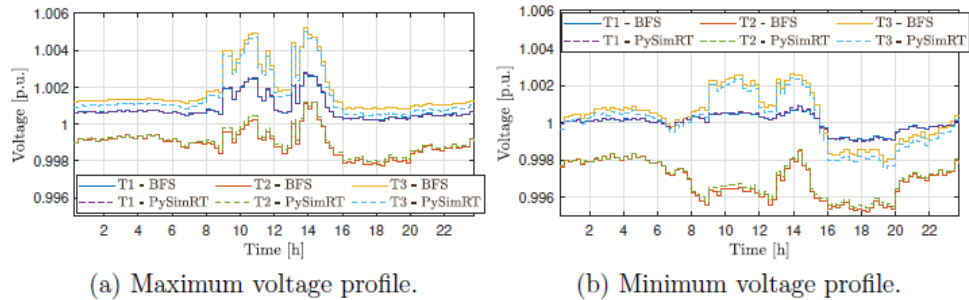 1.006
1.004
1.002
1
0.998
0.996
Voltage [p.u.]
T1 - BFS T2 - BFS T3 - BFS
T1 - PySimRT T2 - PySimRT T3 - PySimRT
2 4 6 8 10 12 14 16 18 20 22
Time [h]
(a) Maximum voltage profile.
1.006
1.004
1.002
1
0.998
0.996
Voltage [p.u.]
T1 - BFS T2 - BFS T3 - BFS
T1 - PySimRT T2 - PySimRT T3 - PySimRT
2 4 6 8 10 12 14 16 18 20 22
Time [h]
(b) Minimum voltage profile.